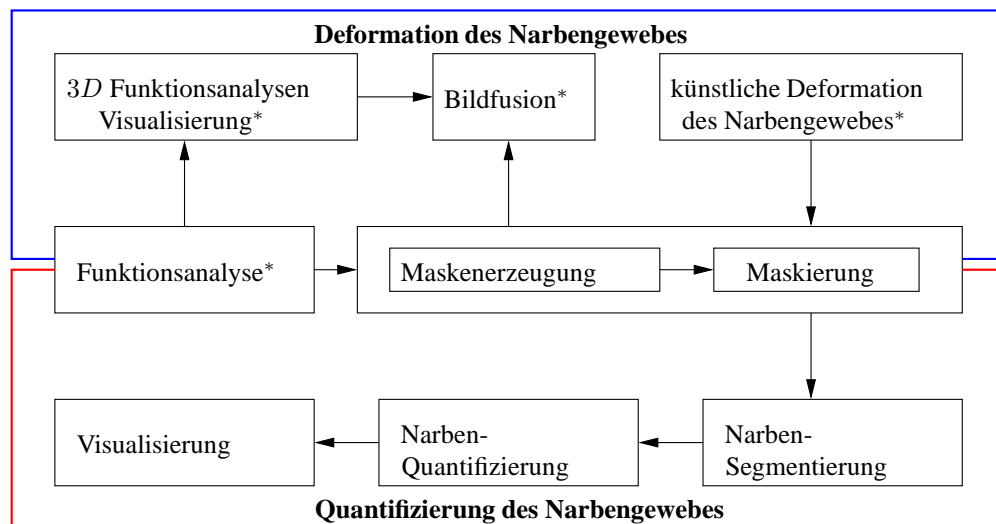 Deformation des Narbengewebes
3D Funktionsanalysen
Visualisierung*
Bildfusion*
künstliche Deformation
des Narbengewebes*
Funktionsanalyse*
Maskenerzeugung
Maskierung
Visualisierung
Narben-
Quantifizierung
Narben-
Segmentierung
Quantifizierung des Narbengewebes